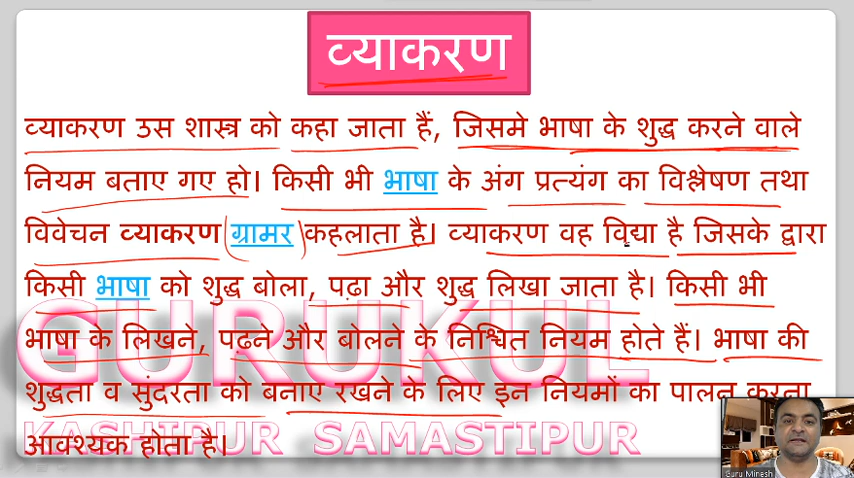 व्याकरण
व्याकरण उस शास्त्र को कहा जाता हैं, जिसमे भाषा के शुद्ध करने वाले
नियम बताए गए हो। किसी भी भाषा के अंग प्रत्यंग का विश्लेषण तथा
विवेचन व्याकरण (ग्रामर) कहलाता है। व्याकरण वह विद्या है जिसके द्वारा
किसी भाषा को शुद्ध बोला, पढ़ा और शुद्ध लिखा जाता है। किसी भी
भाषा के लिखने, पढ़ने और बोलने के निश्चित नियम होते हैं। भाषा की
शुद्धता व सुंदरता को बनाए रखने के लिए इन नियमों का पालन करना
आवश्यक होता है।
GURUKUL
KASHIPUR SAMASTIPUR
Guru Minesh